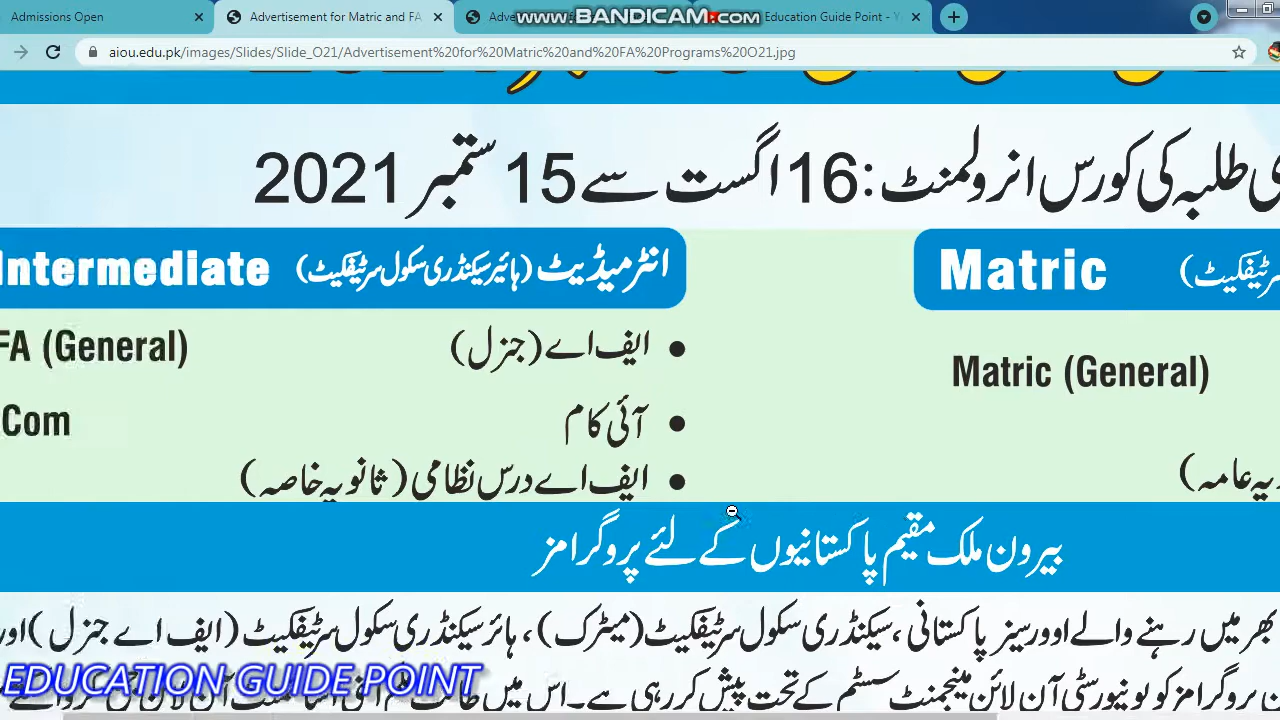 Admissions Open
Advertisement for Matric and FA
Adve
Education Guide Point - Y
www.BANDICAM.com
aiou.edu.pk/images/Slides/Slide_O21/Advertisement%20for%20Matric%20and%20FA%20Programs%20O21.jpg
ی طلبہ کی کورس انرولمنٹ: 16 اگست سے 15 ستمبر 2021
Matric
انٹرمیڈیٹ (ہائیر سیکنڈری سکول سرٹیفکیٹ) Intermediate
Matric (General)
● ایف اے (جنرل) FA (General)
● آئی کام Com
● ایف اے درس نظامی (ثانویہ خاصہ)
یہ عامہ)
بیرون ملک مقیم پاکستانیوں کے لئے پروگرامز
بھر میں رہنے والے اوورسیز پاکستانی، سیکنڈری سکول سرٹیفکیٹ (میٹرک)، ہائر سیکنڈری سکول سرٹیفکیٹ (ایف اے جنرل) اور
ن پروگرامز کو یونیورسٹی آن لائن مینجمنٹ سسٹم کے تحت پیش کر رہی ہے۔ اس میں
EDUCATION GUIDE POINT